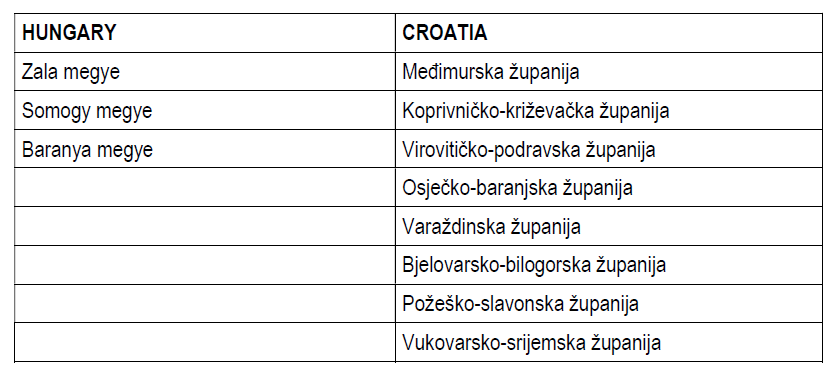 HUNGARY CROATIA
Zala megye Međimurska županija
Somogy megye Koprivničko-križevačka županija
Baranya megye Virovitičko-podravska županija
Osječko-baranjska županija
Varaždinska županija
Bjelovarsko-bilogorska županija
Požeško-slavonska županija
Vukovarsko-srijemska županija